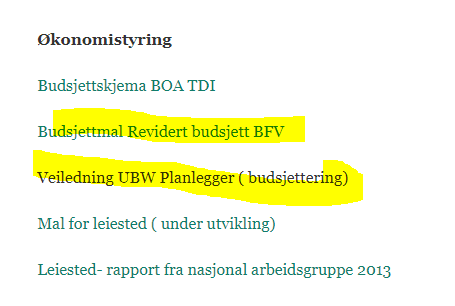 Økonomistyring
Budsjettskjema BOA TDI
Budsjettmal Revidert budsjett BFV
Veiledning UBW Planlegger ( budsjettering)
Mal for leiested ( under utvikling)
Leiested- rapport fra nasjonal arbeidsgruppe 2013